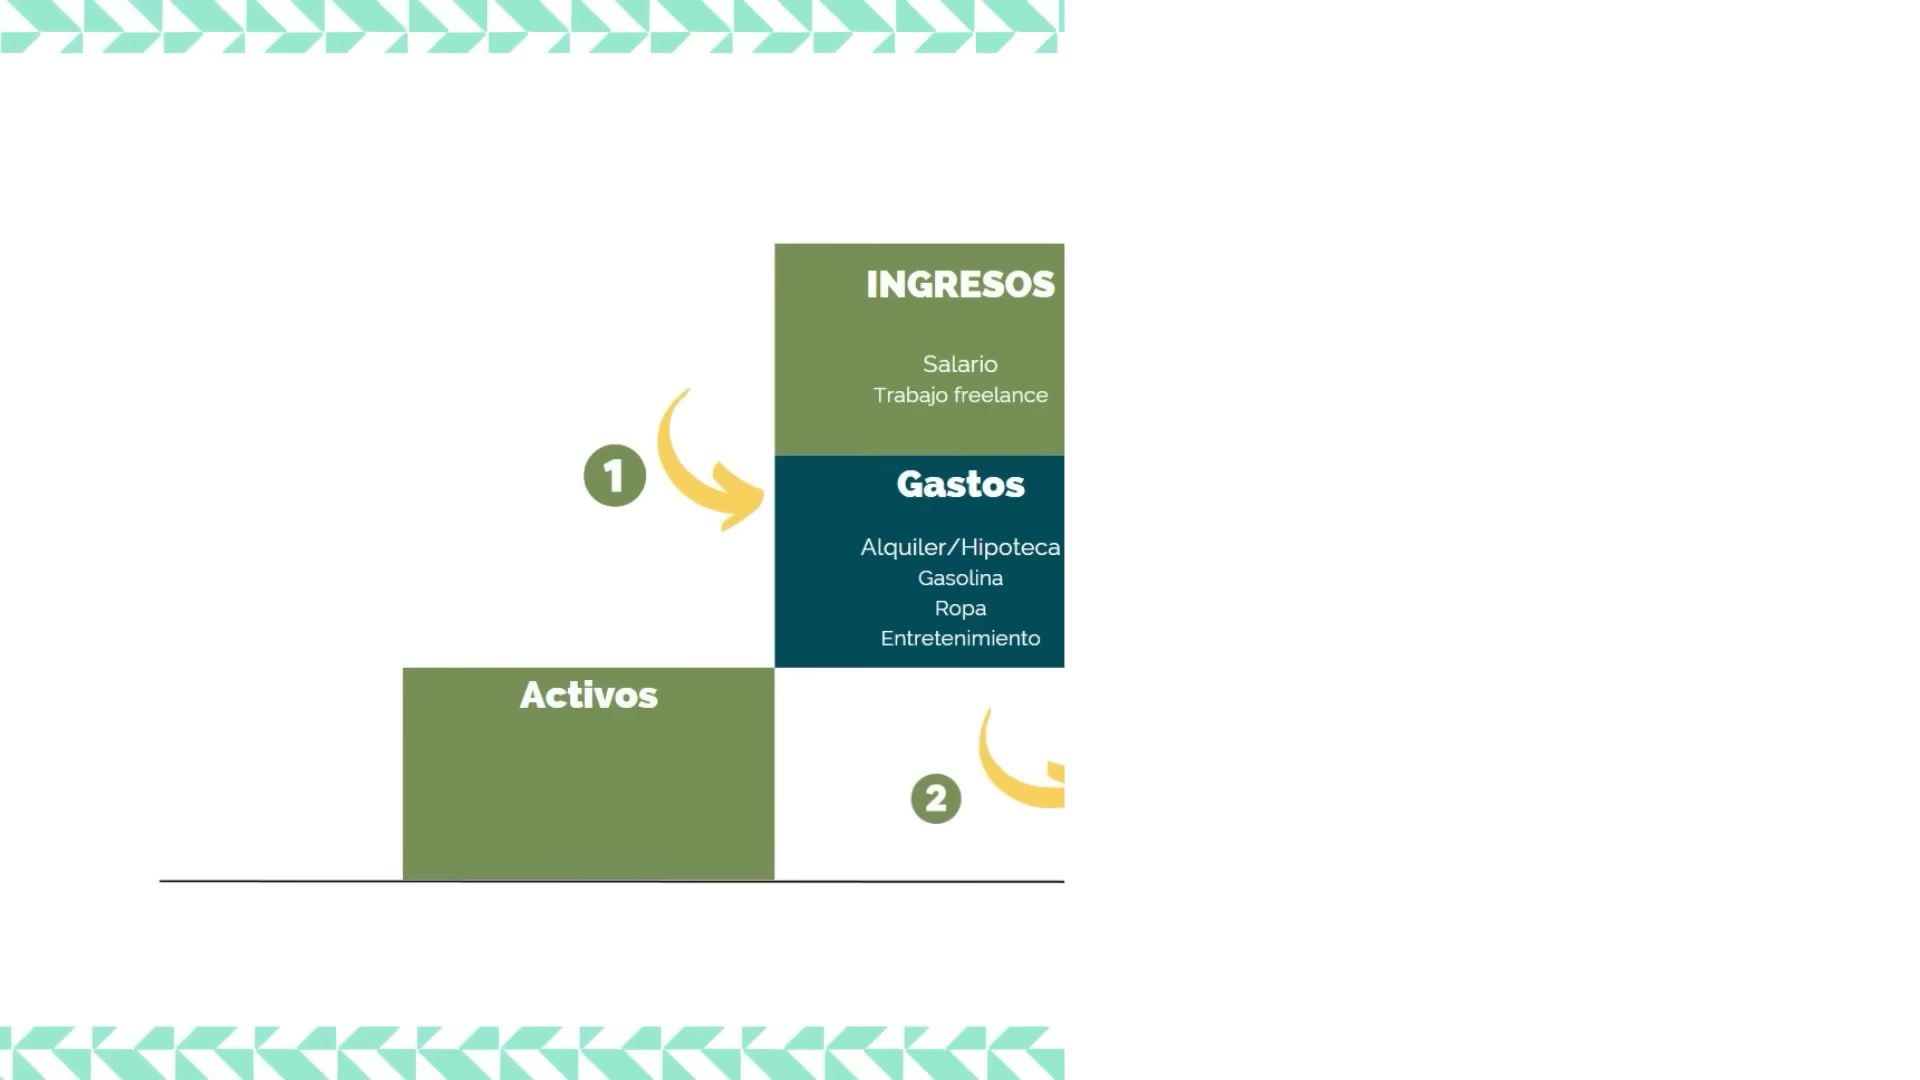 INGRESOS
Salario
Trabajo freelance
1
Gastos
Alquiler/Hipoteca
Gasolina
Ropa
Entretenimiento
Activos
2